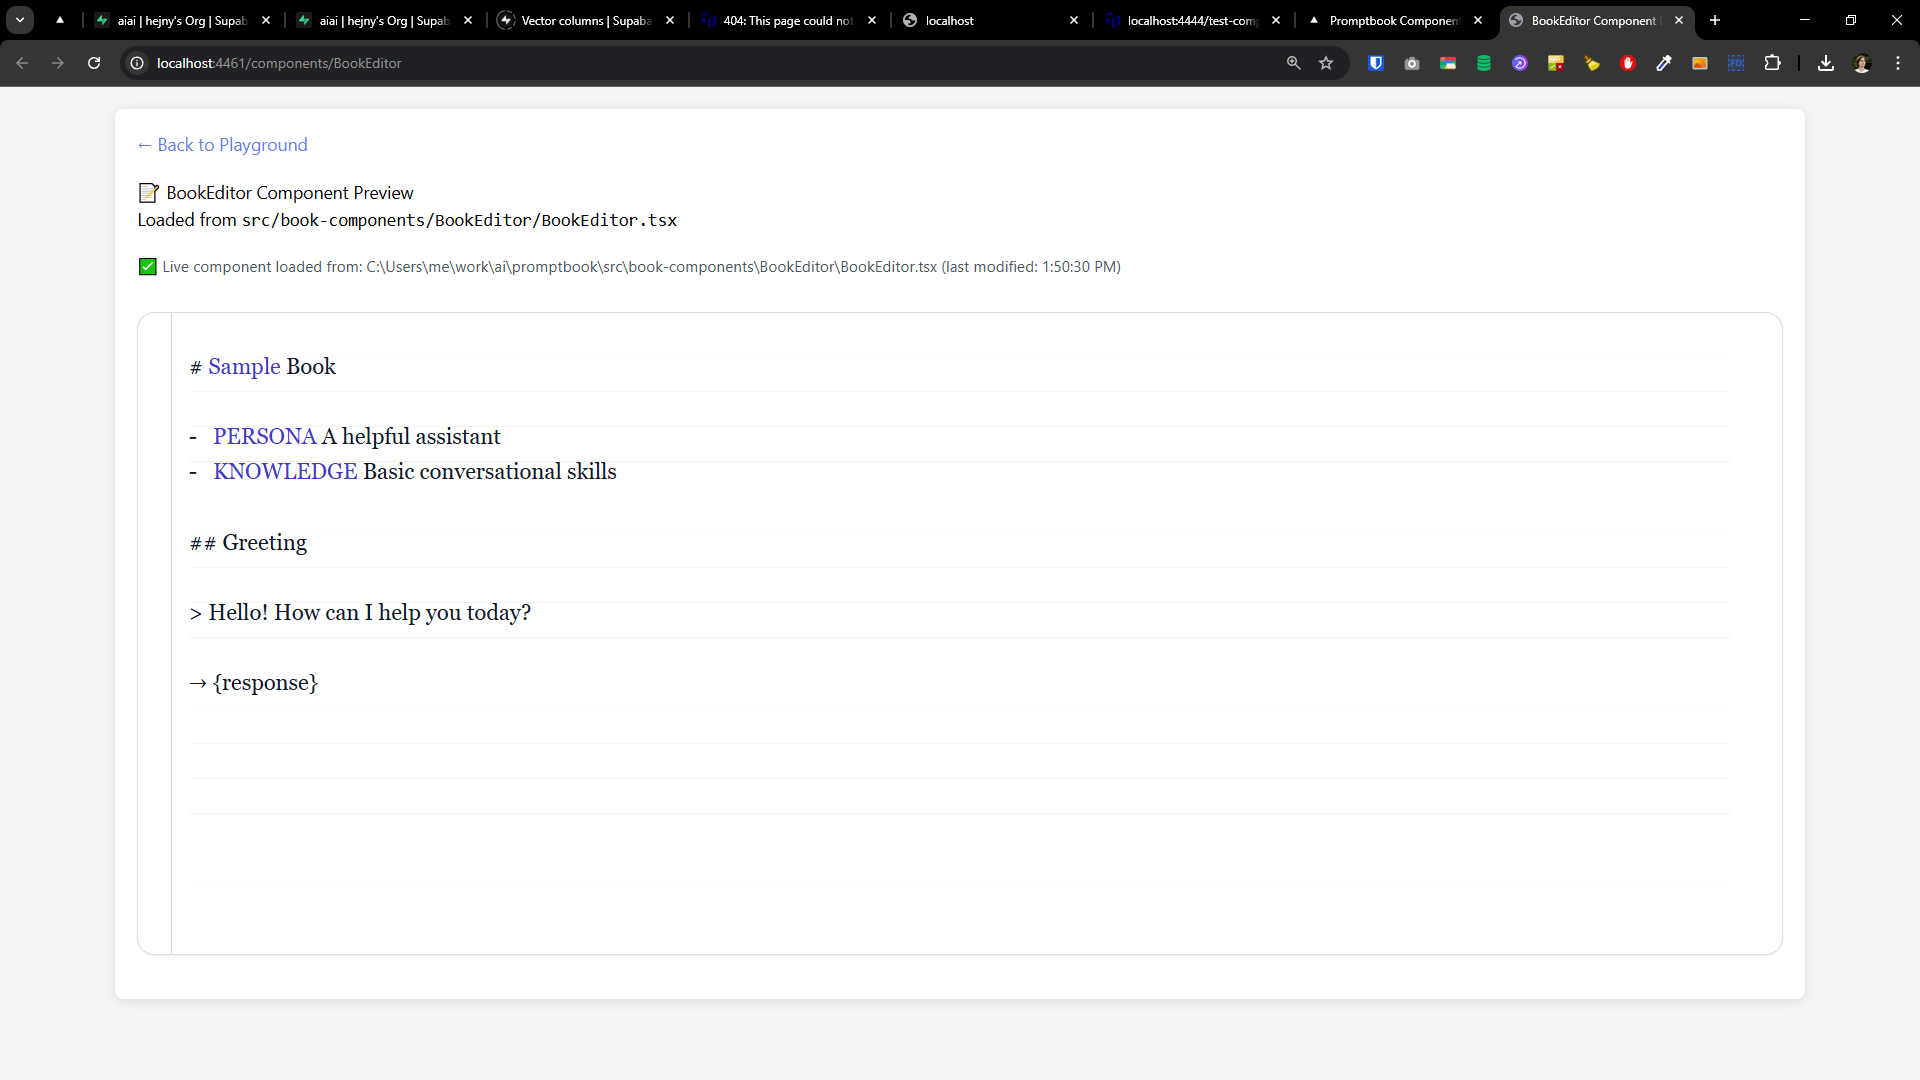 aiai | hejny's Org | Supab
aiai | hejny's Org | Supab
Vector columns | Supaba
404: This page could not
localhost
localhost:4444/test-com
Promptbook Component
BookEditor Component
localhost:4461/components/BookEditor
← Back to Playground
📝 BookEditor Component Preview
Loaded from src/book-components/BookEditor/BookEditor.tsx
✅ Live component loaded from: C:\Users\me\work\ai\promptbook\src\book-components\BookEditor\BookEditor.tsx (last modified: 1:50:30 PM)
# Sample Book
- PERSONA A helpful assistant
- KNOWLEDGE Basic conversational skills
## Greeting
> Hello! How can I help you today?
→ {response}